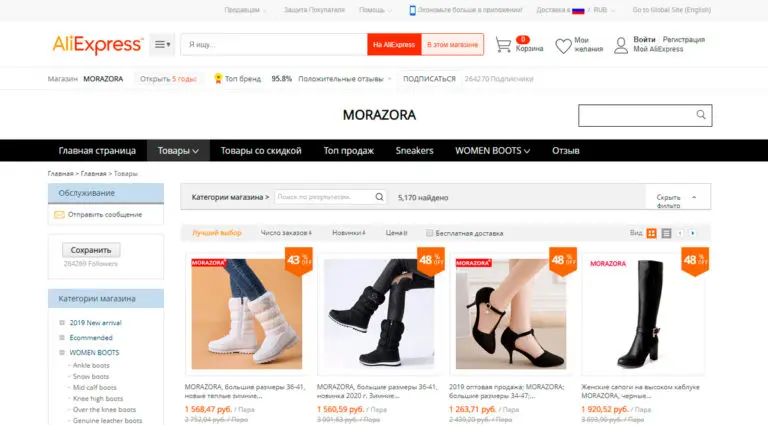 Продавцам
Защита Покупателя
Помощь
Экономьте больше в приложении!
Доставка в / RUB
Go to Global Site (English)
AliExpress
Я ищу...
На AliExpress
В этом магазине
0
Корзина
Мои желания
Войти Регистрация
Мой AliExpress
Магазин MORAZORA
Открыть 5 годы!
Топ бренд
95.8% Положительные отзывы
ПОДПИСАТЬСЯ
264270 Подписчики
MORAZORA
Главная страница
Товары
Товары со скидкой
Топ продаж
Sneakers
WOMEN BOOTS
Отзыв
Главная > Главная > Товары
Обслуживание
Отправить сообщение
Сохранить
264269 Followers
Категории магазина
2019 New arrival
Ecommended
WOMEN BOOTS
Ankle boots
Snow boots
Mid-calf boots
Knee high boots
Over the knee boots
Genuine leather boots
Категории магазина >
Поиск по результатам.
5,170 найдено
Скрыть фильтр
Лучший выбор
Число заказов
Новинки
Цена
Бесплатная доставка
Вид
MORAZORA
43 % OFF
MORAZORA, большие размеры 36-41,
новые теплые зимние...
1 568,47 руб. / Пара
2 752,04 руб. / Пара
48 % OFF
MORAZORA, большие размеры 36-41,
новинка 2020 г. Зимние...
1 560,59 руб. / Пара
MORAZORA
48 % OFF
2019 оптовая продажа; MORAZORA;
большие размеры 34-47;...
1 263,71 руб. / Пара
2 430,20 руб. / Пара
MORAZORA
48 % OFF
Женские сапоги на высоком каблуке
MORAZORA, черные...
1 920,52 руб. / Пара
3 693,90 руб. / Пара